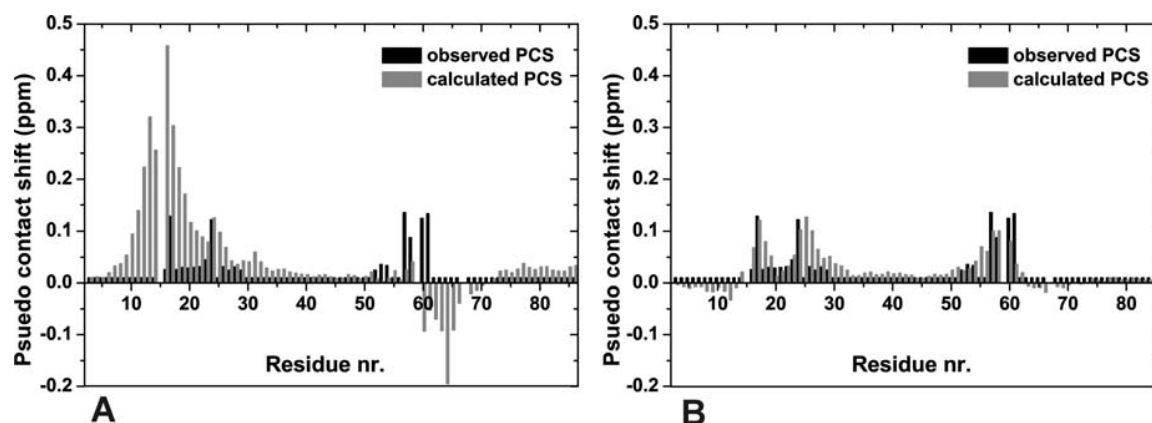 0.5
0.4
0.3
0.2
0.1
0.0
-0.1
-0.2
Psuedo contact shift (ppm)
observed PCS
calculated PCS
10 20 30 40 50 60 70 80
Residue nr.
A
0.5
0.4
0.3
0.2
0.1
0.0
-0.1
-0.2
Psuedo contact shift (ppm)
observed PCS
calculated PCS
10 20 30 40 50 60 70 80
Residue nr.
B